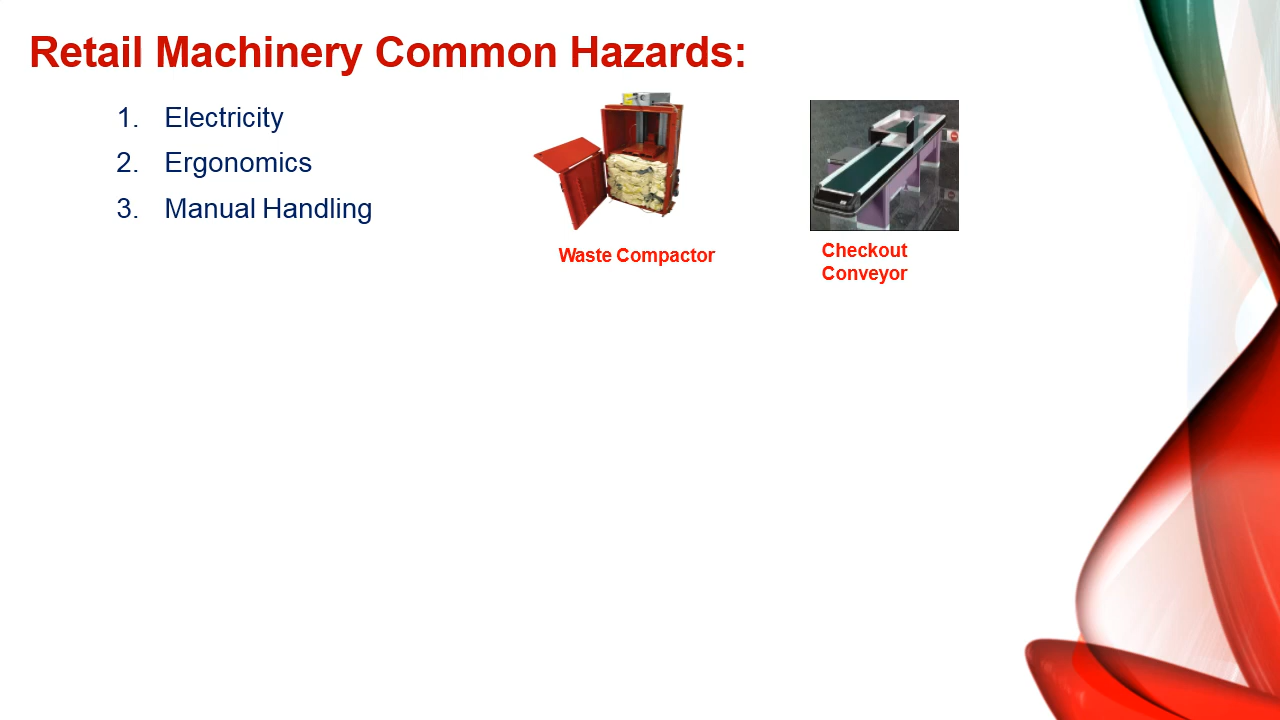 Retail Machinery Common Hazards:
1. Electricity
2. Ergonomics
3. Manual Handling
Waste Compactor
Checkout
Conveyor